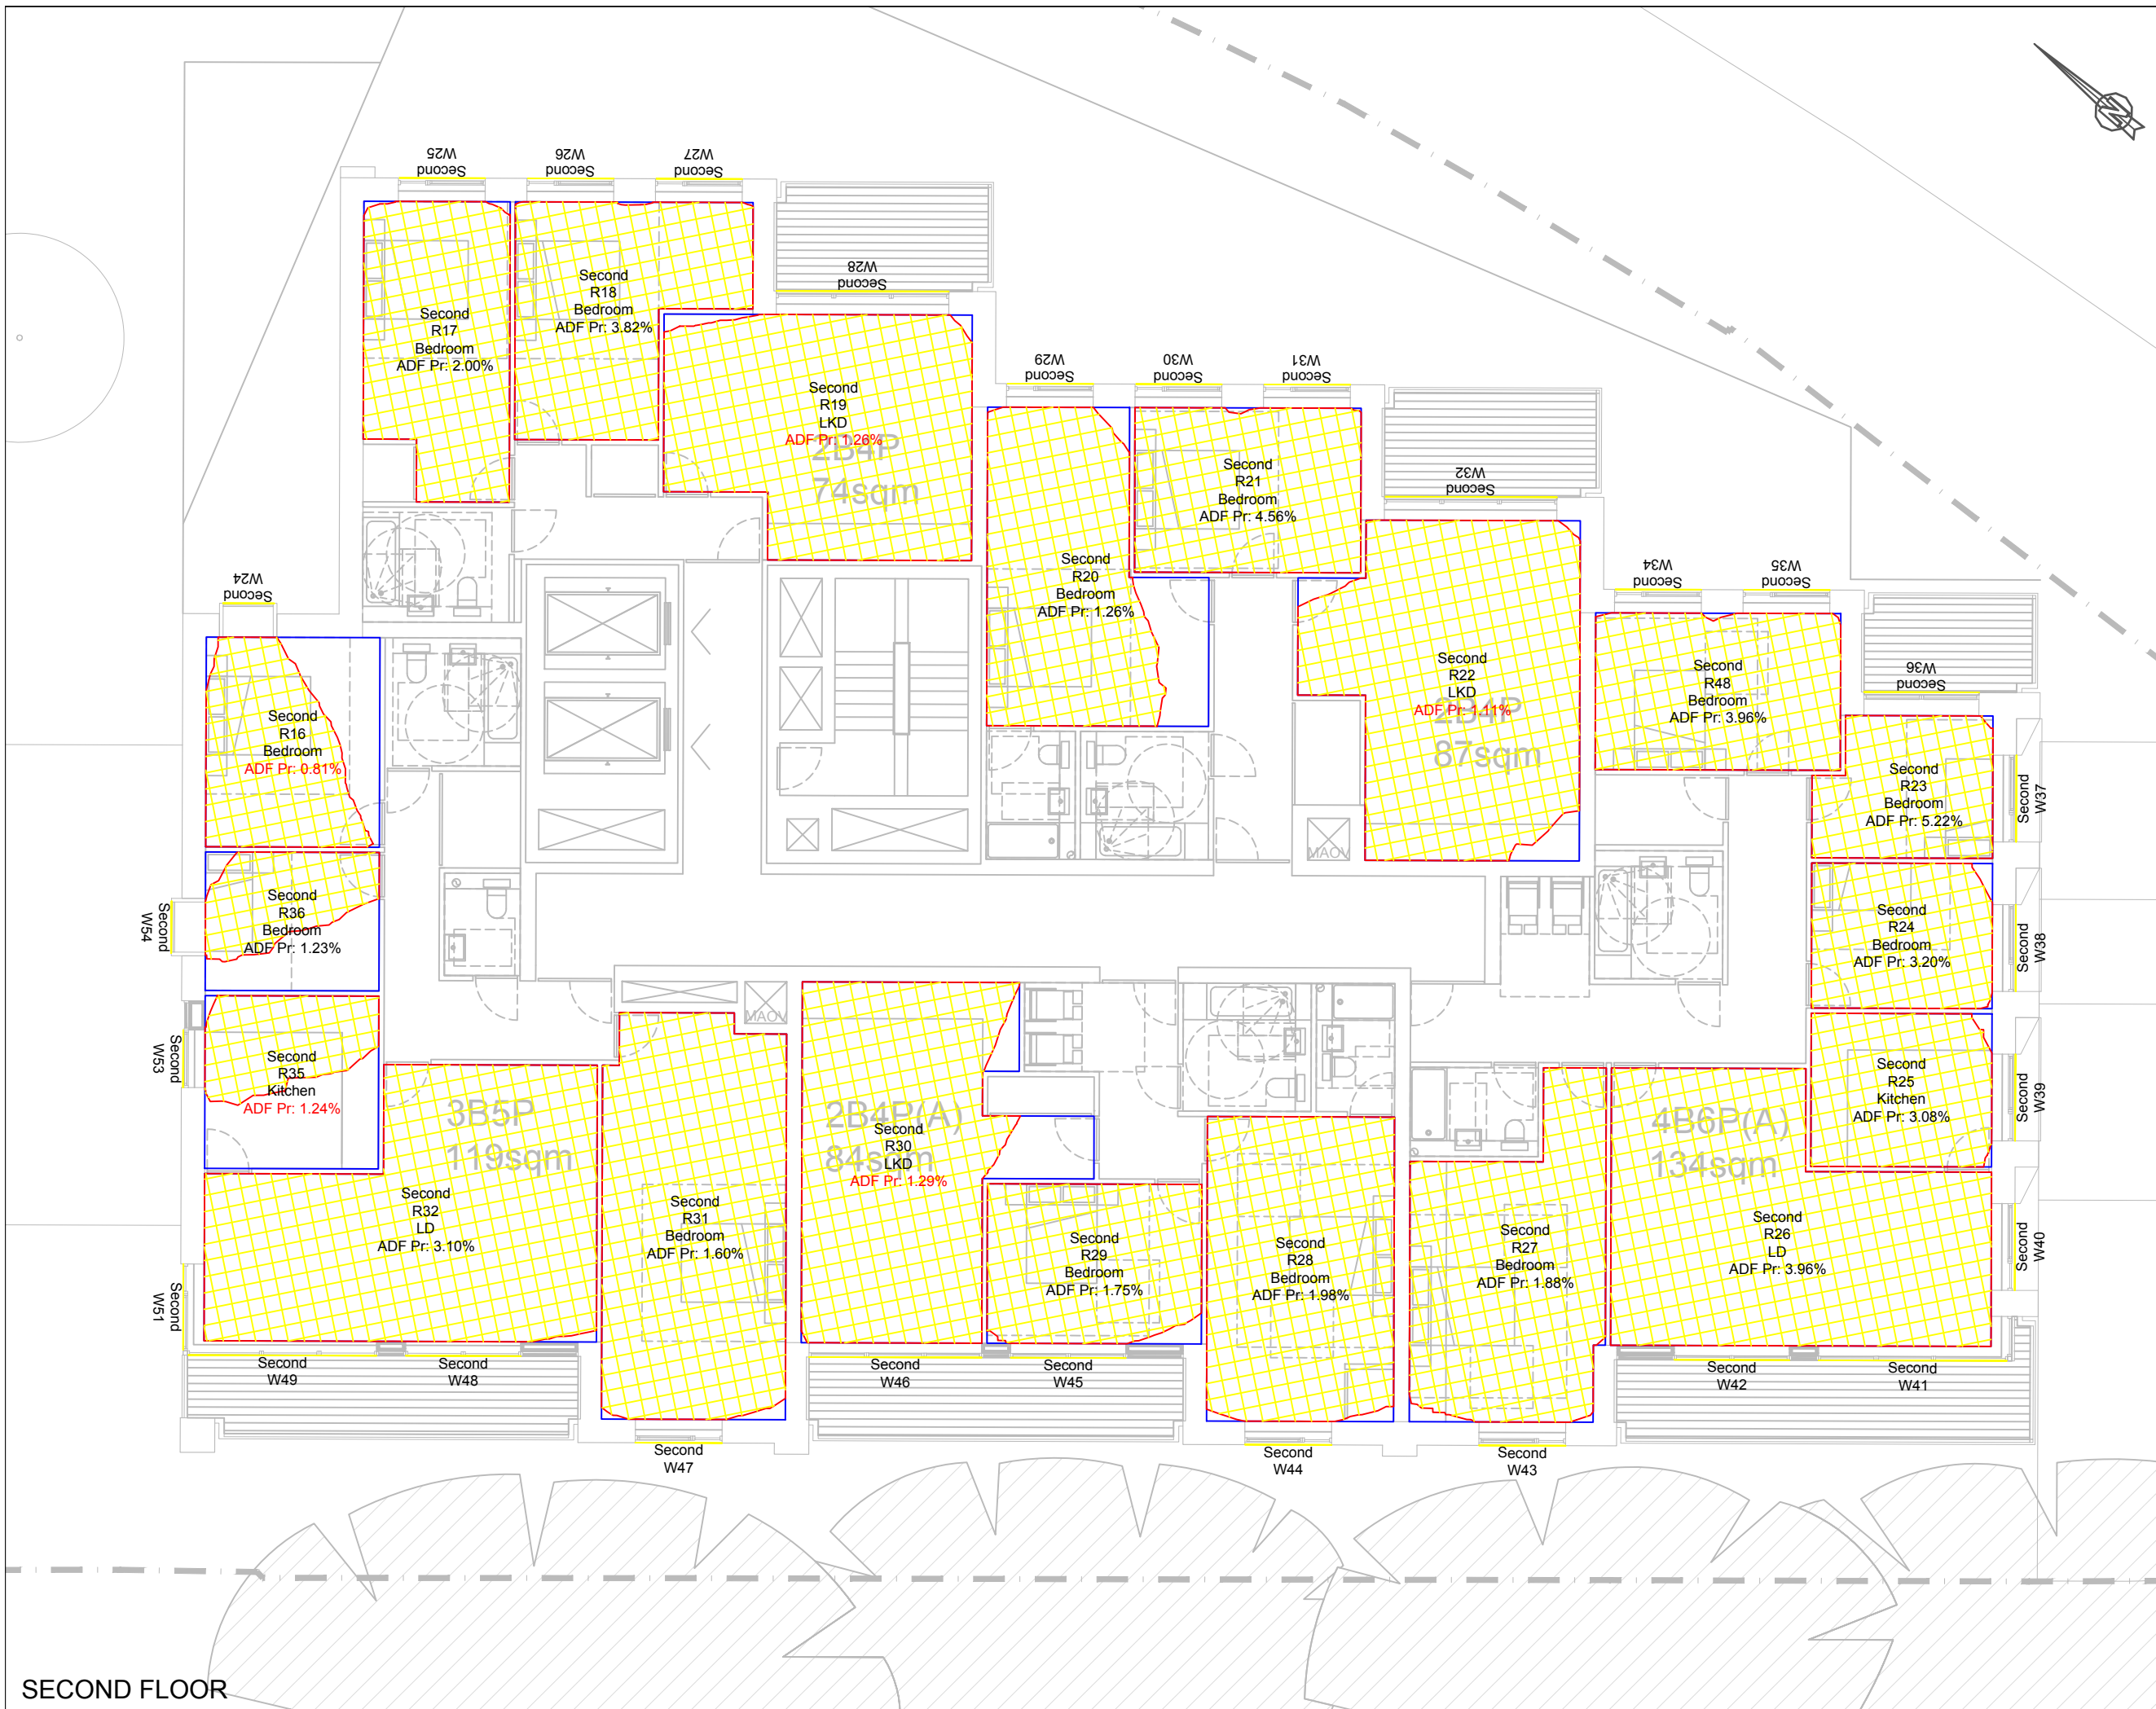 W25
Second
W26
Second
W27
Second
W28
Second
Second
R17
Bedroom
ADF Pr: 2.00%
Second
R18
Bedroom
ADF Pr: 3.82%
Second
R19
LKD
ADF Pr: 1.26%
2B4P
74sqm
W29
Second
W30
Second
W31
Second
W32
Second
Second
R20
Bedroom
ADF Pr: 1.26%
Second
R21
Bedroom
ADF Pr: 4.56%
Second
R22
LKD
ADF Pr: 1.11%
2B4P
87sqm
MAOV
W34
Second
W35
Second
W36
Second
Second
R48
Bedroom
ADF Pr: 3.96%
Second
R23
Bedroom
ADF Pr: 5.22%
Second
W37
Second
R24
Bedroom
ADF Pr: 3.20%
Second
W38
Second
R25
Kitchen
ADF Pr: 3.08%
Second
W39
W24
Second
Second
R16
Bedroom
ADF Pr: 0.81%
Second
R36
Bedroom
ADF Pr: 1.23%
Second
W54
Second
R35
Kitchen
ADF Pr: 1.24%
Second
W53
3B5P
119sqm
Second
R32
LD
ADF Pr: 3.10%
Second
W51
Second
W49
Second
W48
MAOV
Second
R31
Bedroom
ADF Pr: 1.60%
Second
W47
2B4P(A)
84sqm
Second
R30
LKD
ADF Pr: 1.29%
Second
R29
Bedroom
ADF Pr: 1.75%
Second
W46
Second
W45
Second
R28
Bedroom
ADF Pr: 1.98%
Second
W44
Second
R27
Bedroom
ADF Pr: 1.88%
Second
W43
4B6P(A)
134sqm
Second
R26
LD
ADF Pr: 3.96%
Second
W40
Second
W42
Second
W41
N
SECOND FLOOR